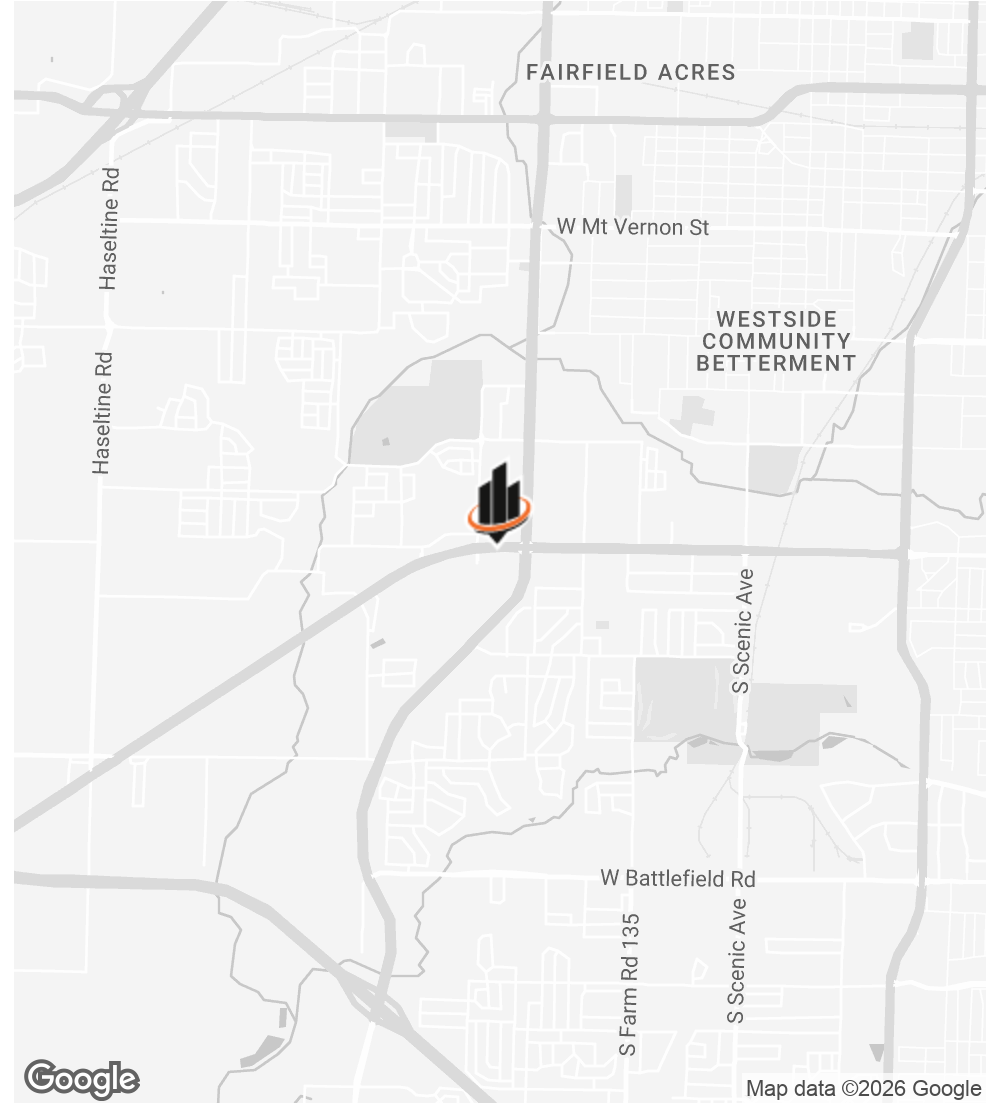 FAIRFIELD ACRES
Haseltine Rd
W Mt Vernon St
WESTSIDE
COMMUNITY
BETTERMENT
Haseltine Rd
S Scenic Ave
W Battlefield Rd
S Farm Rd 135
S Scenic Ave
Google
Map data ©2026 Google